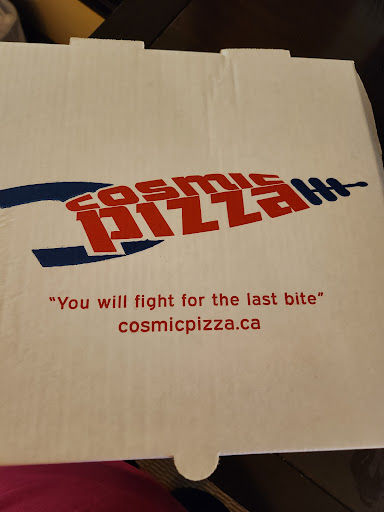 COSMIC
PIZZA
"You will fight for the last bite"
cosmicpizza.ca